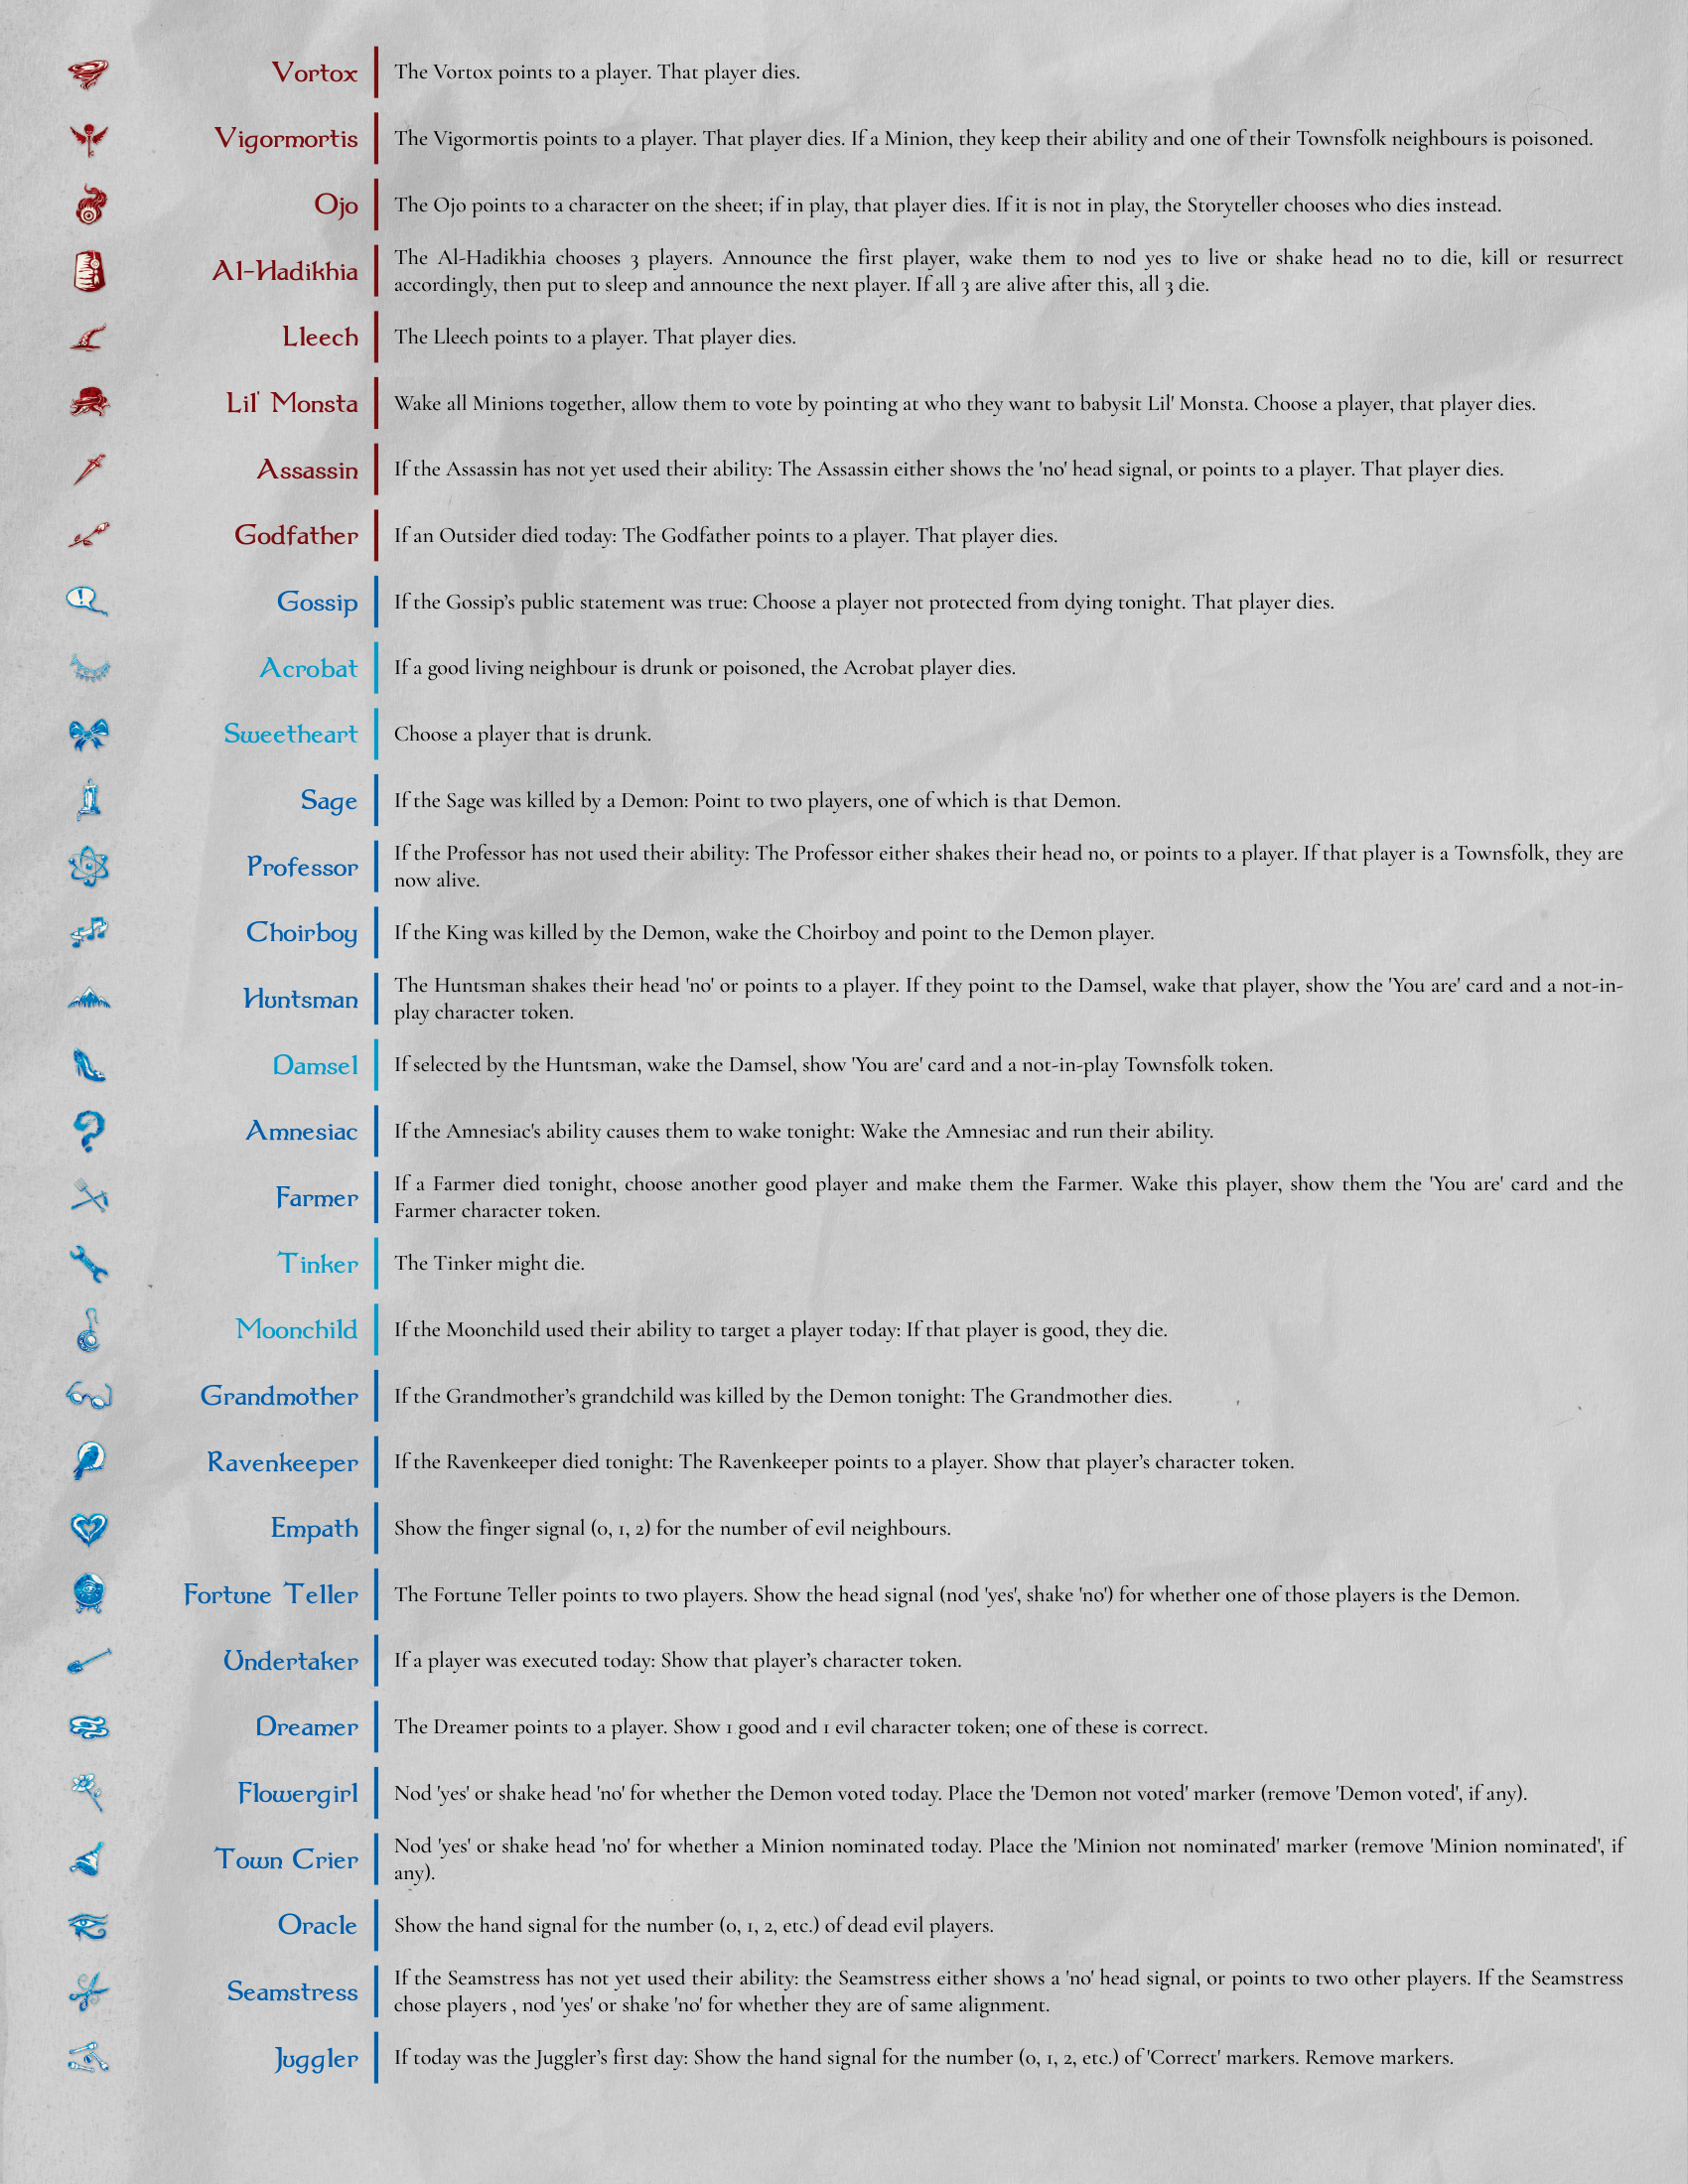 Vortox The Vortox points to a player. That player dies.
Vigormortis The Vigormortis points to a player. That player dies. If a Minion, they keep their ability and one of their Townsfolk neighbours is poisoned.
Ojo The Ojo points to a character on the sheet; if in play, that player dies. If it is not in play, the Storyteller chooses who dies instead.
Al-Hadikhia The Al-Hadikhia chooses 3 players. Announce the first player, wake them to nod yes to live or shake head no to die, kill or resurrect
accordingly, then put to sleep and announce the next player. If all 3 are alive after this, all 3 die.
Lleech The Lleech points to a player. That player dies.
Lil' Monsta Wake all Minions together, allow them to vote by pointing at who they want to babysit Lil' Monsta. Choose a player, that player dies.
Assassin If the Assassin has not yet used their ability: The Assassin either shows the 'no' head signal, or points to a player. That player dies.
Godfather If an Outsider died today: The Godfather points to a player. That player dies.
Gossip If the Gossip’s public statement was true: Choose a player not protected from dying tonight. That player dies.
Acrobat If a good living neighbour is drunk or poisoned, the Acrobat player dies.
Sweetheart Choose a player that is drunk.
Sage If the Sage was killed by a Demon: Point to two players, one of which is that Demon.
Professor If the Professor has not used their ability: The Professor either shakes their head no, or points to a player. If that player is a Townsfolk, they are
now alive.
Choirboy If the King was killed by the Demon, wake the Choirboy and point to the Demon player.
Huntsman The Huntsman shakes their head 'no' or points to a player. If they point to the Damsel, wake that player, show the 'You are' card and a not-in-
play character token.
Damsel If selected by the Huntsman, wake the Damsel, show 'You are' card and a not-in-play Townsfolk token.
Amnesiac If the Amnesiac's ability causes them to wake tonight: Wake the Amnesiac and run their ability.
Farmer If a Farmer died tonight, choose another good player and make them the Farmer. Wake this player, show them the 'You are' card and the
Farmer character token.
Tinker The Tinker might die.
Moonchild If the Moonchild used their ability to target a player today: If that player is good, they die.
Grandmother If the Grandmother’s grandchild was killed by the Demon tonight: The Grandmother dies.
Ravenkeeper If the Ravenkeeper died tonight: The Ravenkeeper points to a player. Show that player’s character token.
Empath Show the finger signal (0, 1, 2) for the number of evil neighbours.
Fortune Teller The Fortune Teller points to two players. Show the head signal (nod 'yes', shake 'no') for whether one of those players is the Demon.
Undertaker If a player was executed today: Show that player’s character token.
Dreamer The Dreamer points to a player. Show 1 good and 1 evil character token; one of these is correct.
Flowergirl Nod 'yes' or shake head 'no' for whether the Demon voted today. Place the 'Demon not voted' marker (remove 'Demon voted', if any).
Town Crier Nod 'yes' or shake head 'no' for whether a Minion nominated today. Place the 'Minion not nominated' marker (remove 'Minion nominated', if
any).
Oracle Show the hand signal for the number (0, 1, 2, etc.) of dead evil players.
Seamstress If the Seamstress has not yet used their ability: the Seamstress either shows a 'no' head signal, or points to two other players. If the Seamstress
chose players , nod 'yes' or shake 'no' for whether they are of same alignment.
Juggler If today was the Juggler’s first day: Show the hand signal for the number (0, 1, 2, etc.) of 'Correct' markers. Remove markers.